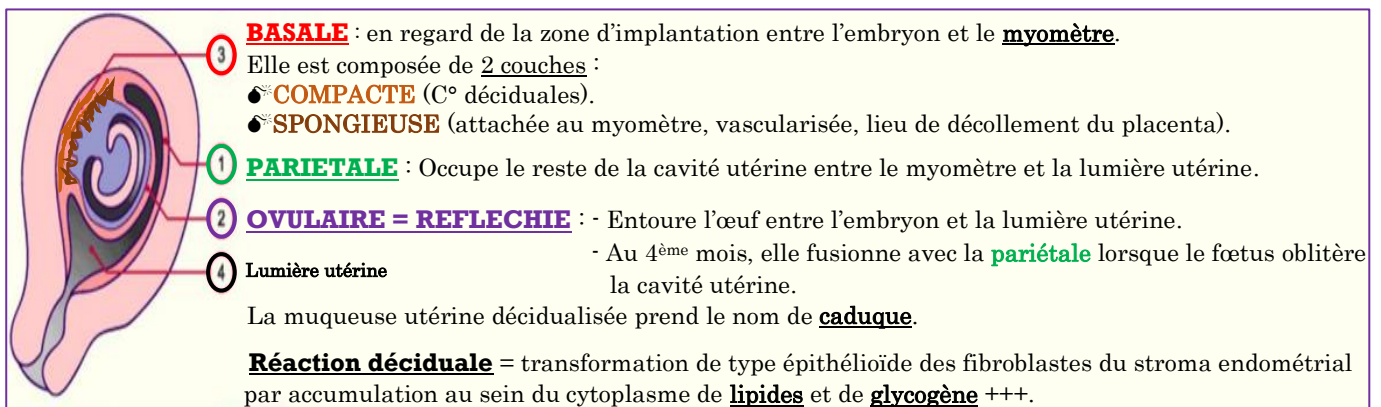 3 BASALE : en regard de la zone d’implantation entre l’embryon et le myomètre.
Elle est composée de 2 couches :
💣COMPACTE (C° déciduales).
💣SPONGIEUSE (attachée au myomètre, vascularisée, lieu de décollement du placenta).
1 PARIETALE : Occupe le reste de la cavité utérine entre le myomètre et la lumière utérine.
2 OVULAIRE = REFLECHIE : - Entoure l’œuf entre l’embryon et la lumière utérine.
- Au 4ème mois, elle fusionne avec la pariétale lorsque le fœtus oblitère
4 Lumière utérine
la cavité utérine.
La muqueuse utérine décidualisée prend le nom de caduque.
Réaction déciduale = transformation de type épithélioïde des fibroblastes du stroma endométrial
par accumulation au sein du cytoplasme de lipides et de glycogène +++.